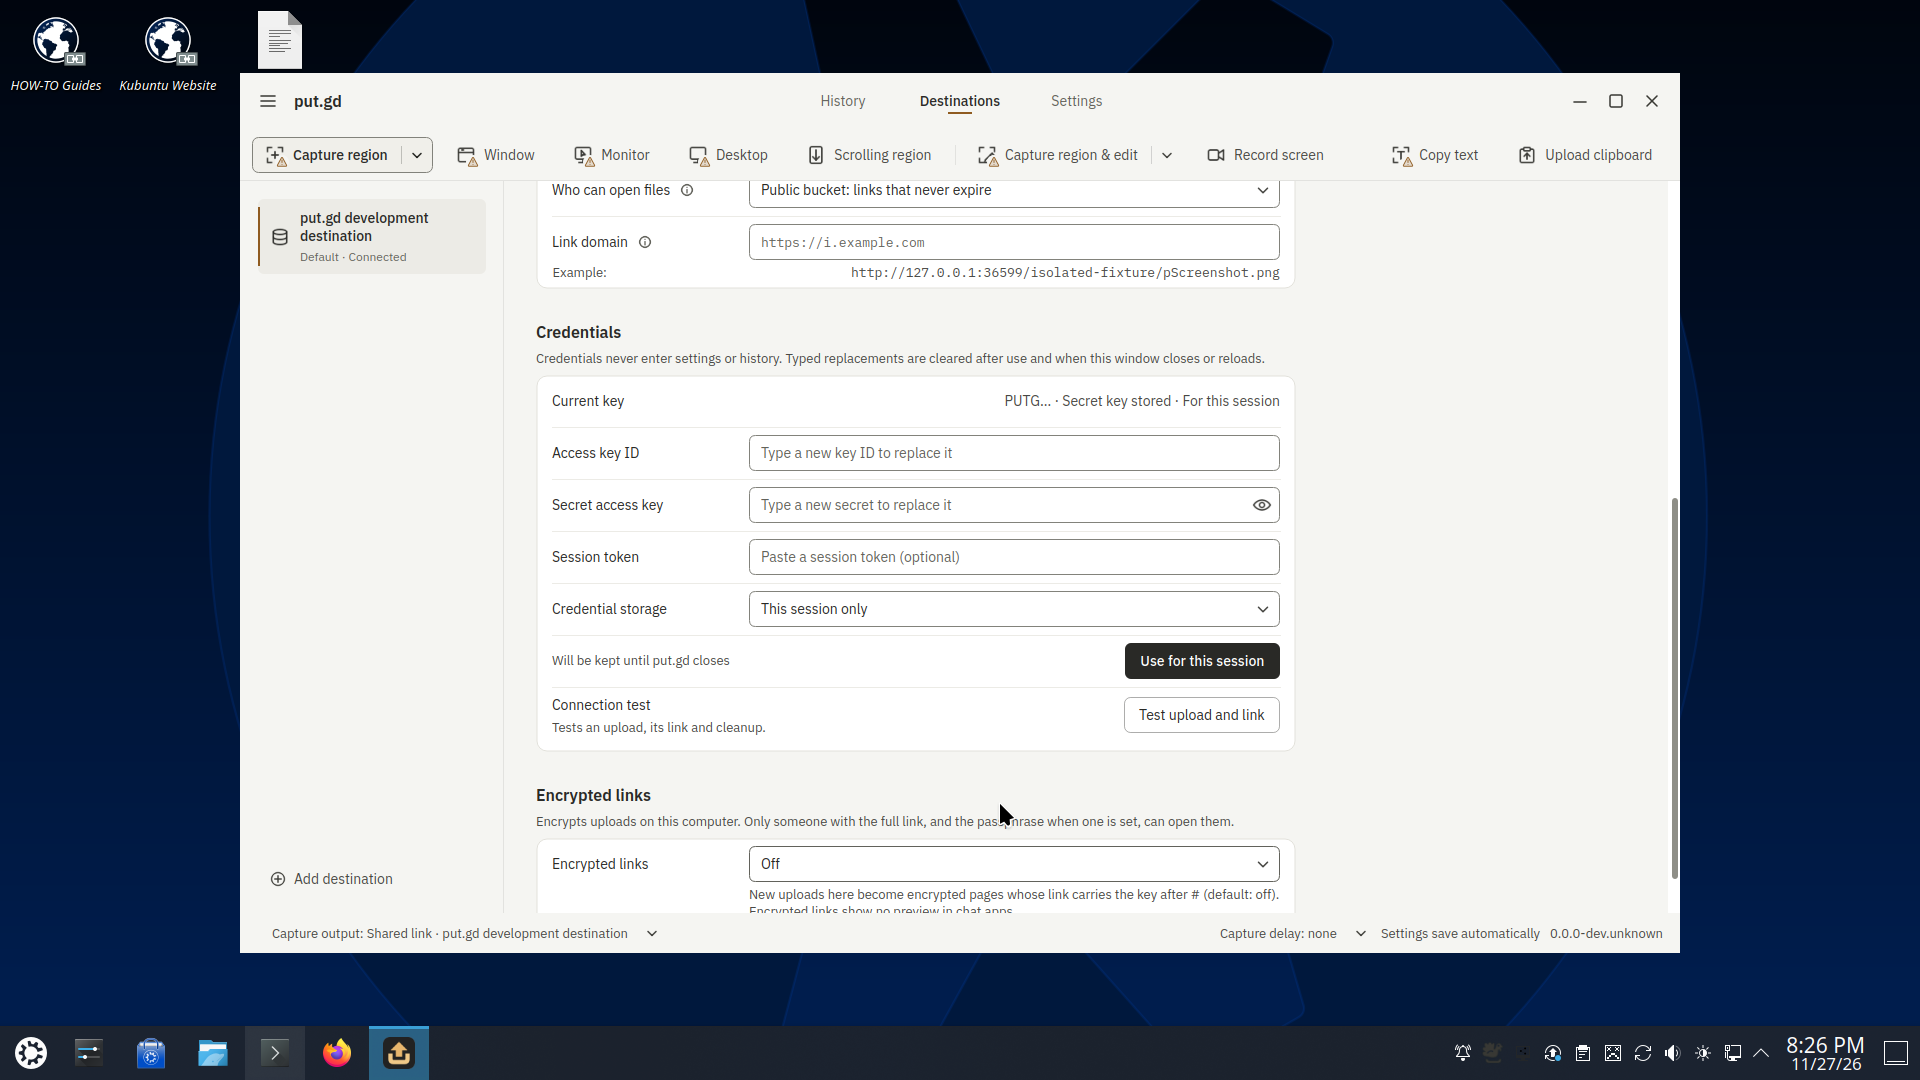 HOW-TO Guides
Kubuntu Website
put.gd
History
Destinations
Settings
Capture region
Window
Monitor
Desktop
Scrolling region
Capture region & edit
Record screen
Copy text
Upload clipboard
put.gd development
destination
Default · Connected
Add destination
Who can open files
Public bucket: links that never expire
Link domain
https://i.example.com
Example:
http://127.0.0.1:36599/isolated-fixture/pScreenshot.png
Credentials
Credentials never enter settings or history. Typed replacements are cleared after use and when this window closes or reloads.
Current key
PUTG... · Secret key stored · For this session
Access key ID
Type a new key ID to replace it
Secret access key
Type a new secret to replace it
Session token
Paste a session token (optional)
Credential storage
This session only
Will be kept until put.gd closes
Use for this session
Connection test
Tests an upload, its link and cleanup.
Test upload and link
Encrypted links
Encrypts uploads on this computer. Only someone with the full link, and the passphrase when one is set, can open them.
Encrypted links
Off
New uploads here become encrypted pages whose link carries the key after # (default: off).
Encrypted links show no preview in chat apps.
Capture output: Shared link · put.gd development destination
Capture delay: none
Settings save automatically
0.0.0-dev.unknown
8:26 PM
11/27/26